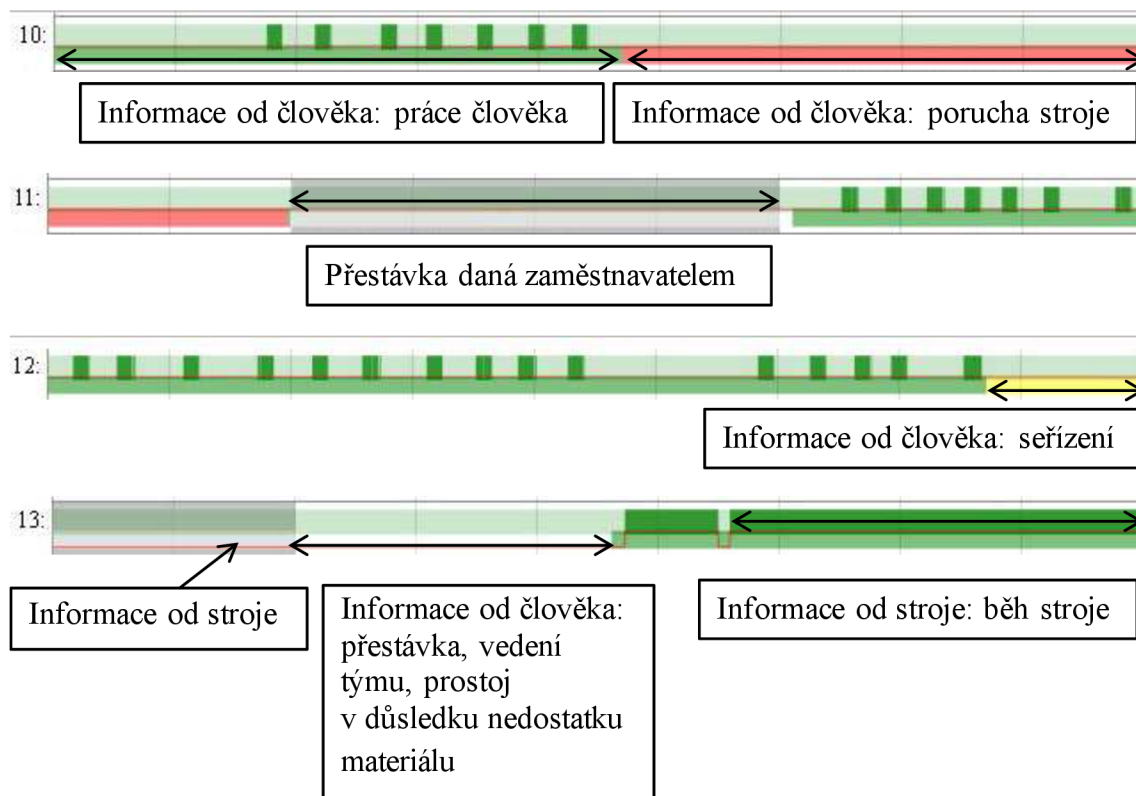 10:
Informace od člověka: práce člověka
Informace od člověka: porucha stroje
11:
Přestávka daná zaměstnavatelem
12:
Informace od člověka: seřízení
13:
Informace od stroje
Informace od člověka:
přestávka, vedení
týmu, prostoj
v důsledku nedostatku
materiálu
Informace od stroje: běh stroje